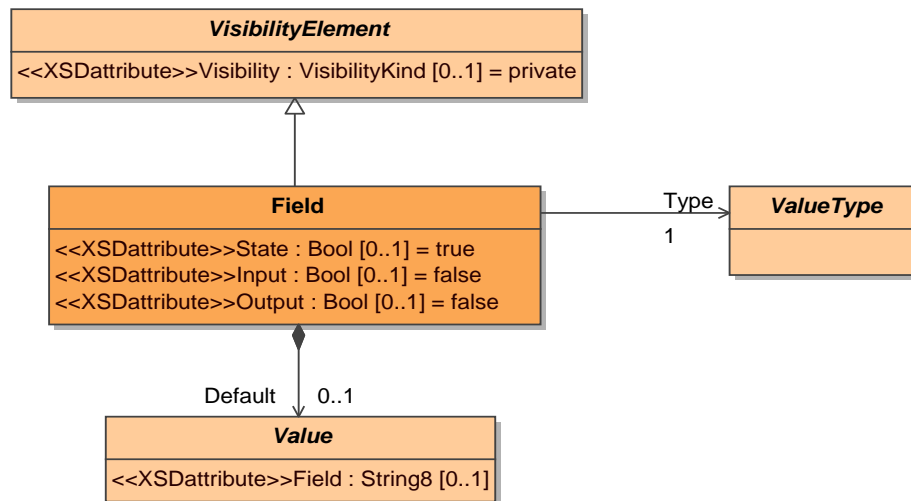 VisibilityElement
<<XSDattribute>>Visibility : VisibilityKind [0..1] = private
Field
<<XSDattribute>>State : Bool [0..1] = true
<<XSDattribute>>Input : Bool [0..1] = false
<<XSDattribute>>Output : Bool [0..1] = false
Type
1
ValueType
Default 0..1
Value
<<XSDattribute>>Field : String8 [0..1]